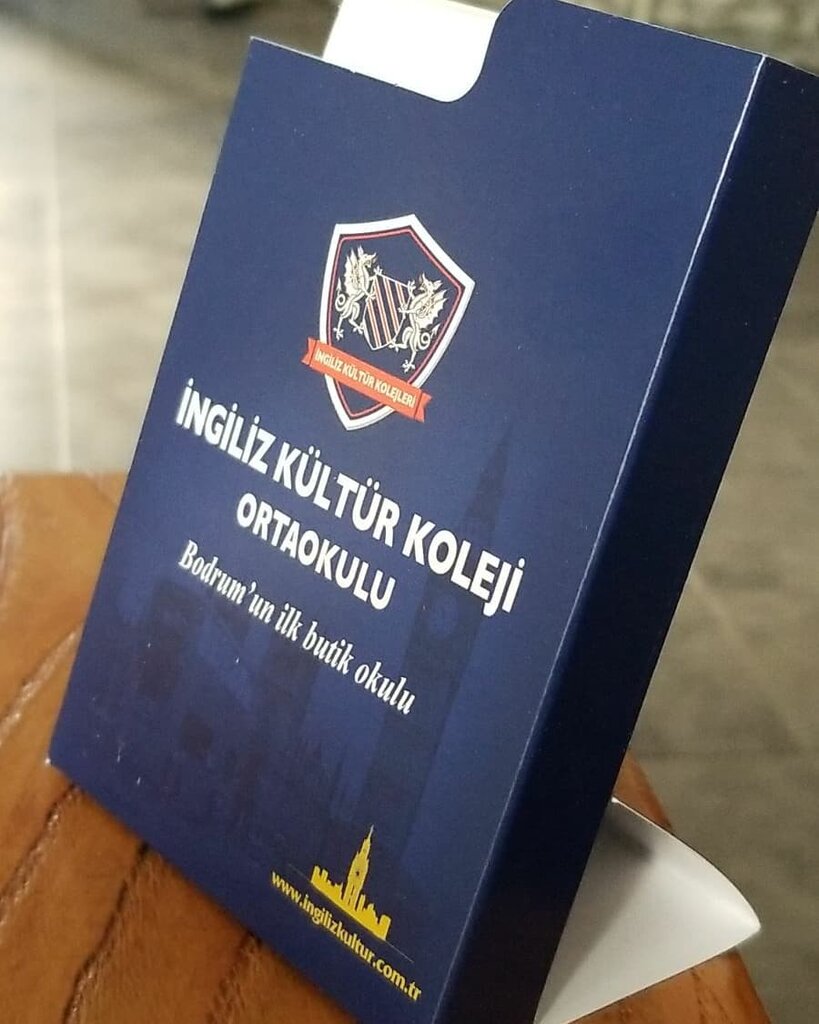 İNGİLİZ KÜLTÜR KOLEJLERİ
İNGİLİZ KÜLTÜR KOLEJİ
ORTAOKULU
Bodrum'un ilk butik okulu
www.ingilizkultur.com.tr